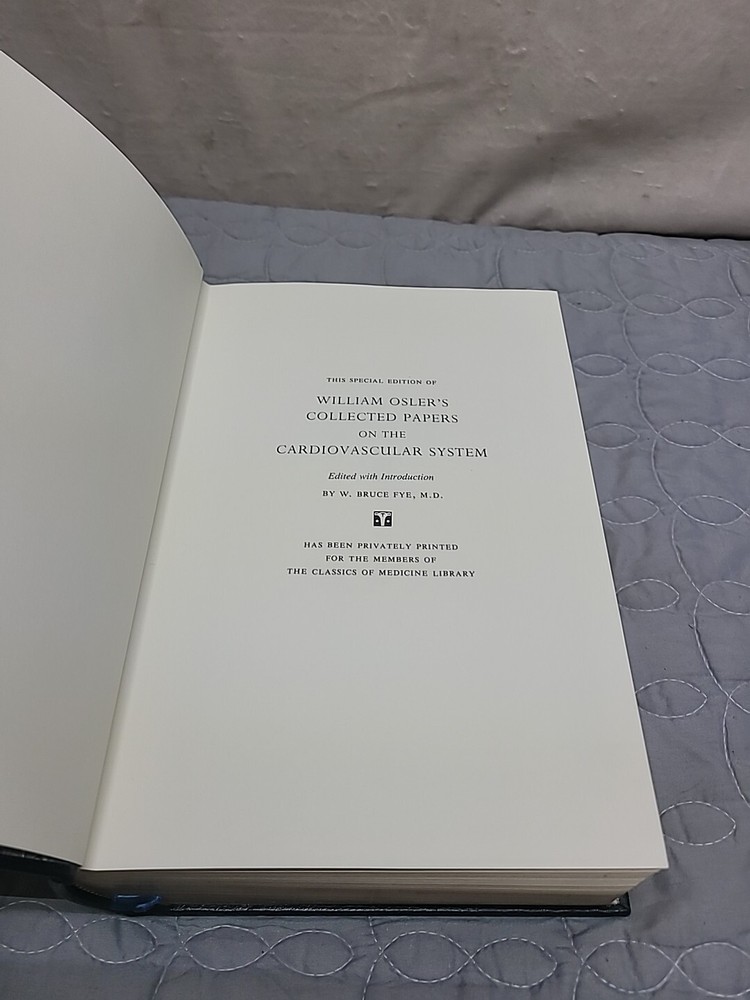 THIS SPECIAL EDITION OF
WILLIAM OSLER'S
COLLECTED PAPERS
ON THE
CARDIOVASCULAR SYSTEM
Edited with Introduction
BY W. BRUCE FYE, M.D.
HAS BEEN PRIVATELY PRINTED
FOR THE MEMBERS OF
THE CLASSICS OF MEDICINE LIBRARY